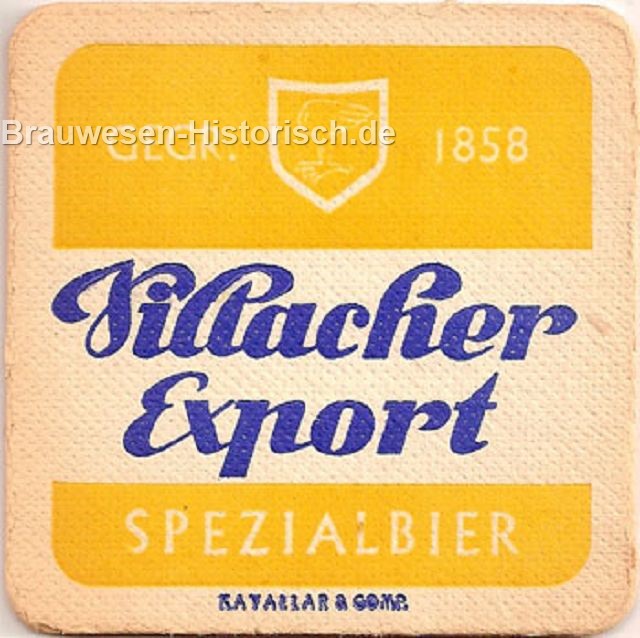 Brauwesen-Historisch.de
GEGR. 1858
Villacher
Export
SPEZIALBIER
KAVALLAR & COMP.